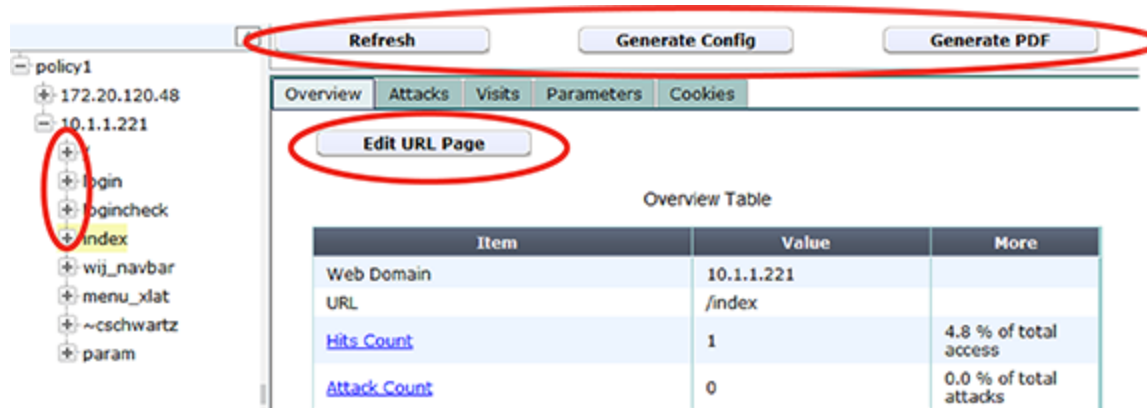 Refresh Generate Config Generate PDF
policy1
172.20.120.48
10.1.1.221
/
login
logincheck
index
wij_navbar
menu_xlat
~cschwartz
param
Overview Attacks Visits Parameters Cookies
Edit URL Page
Overview Table
Item Value More
Web Domain 10.1.1.221
URL /index
Hits Count 1 4.8 % of total access
Attack Count 0 0.0 % of total attacks